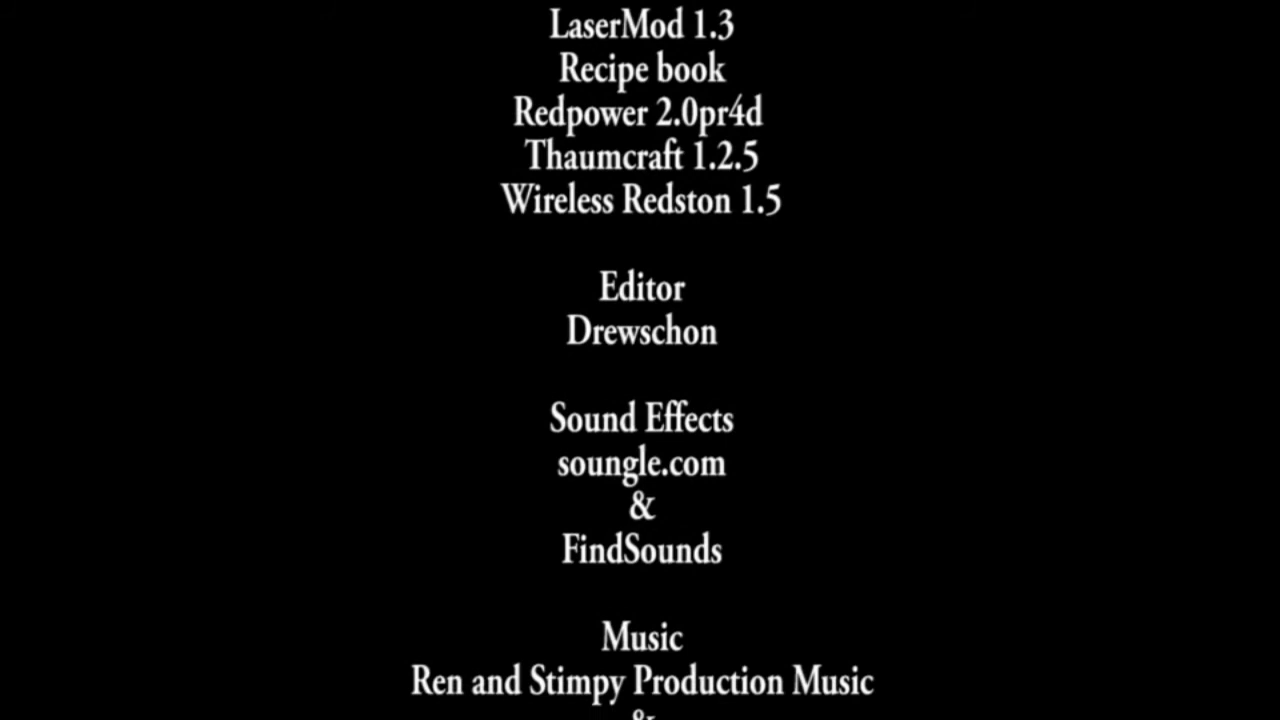 LaserMod 1.3
Recipe book
Redpower 2.0pr4d
Thaumcraft 1.2.5
Wireless Redston 1.5
Editor
Drewschon
Sound Effects
soungle.com
&
FindSounds
Music
Ren and Stimpy Production Music
&